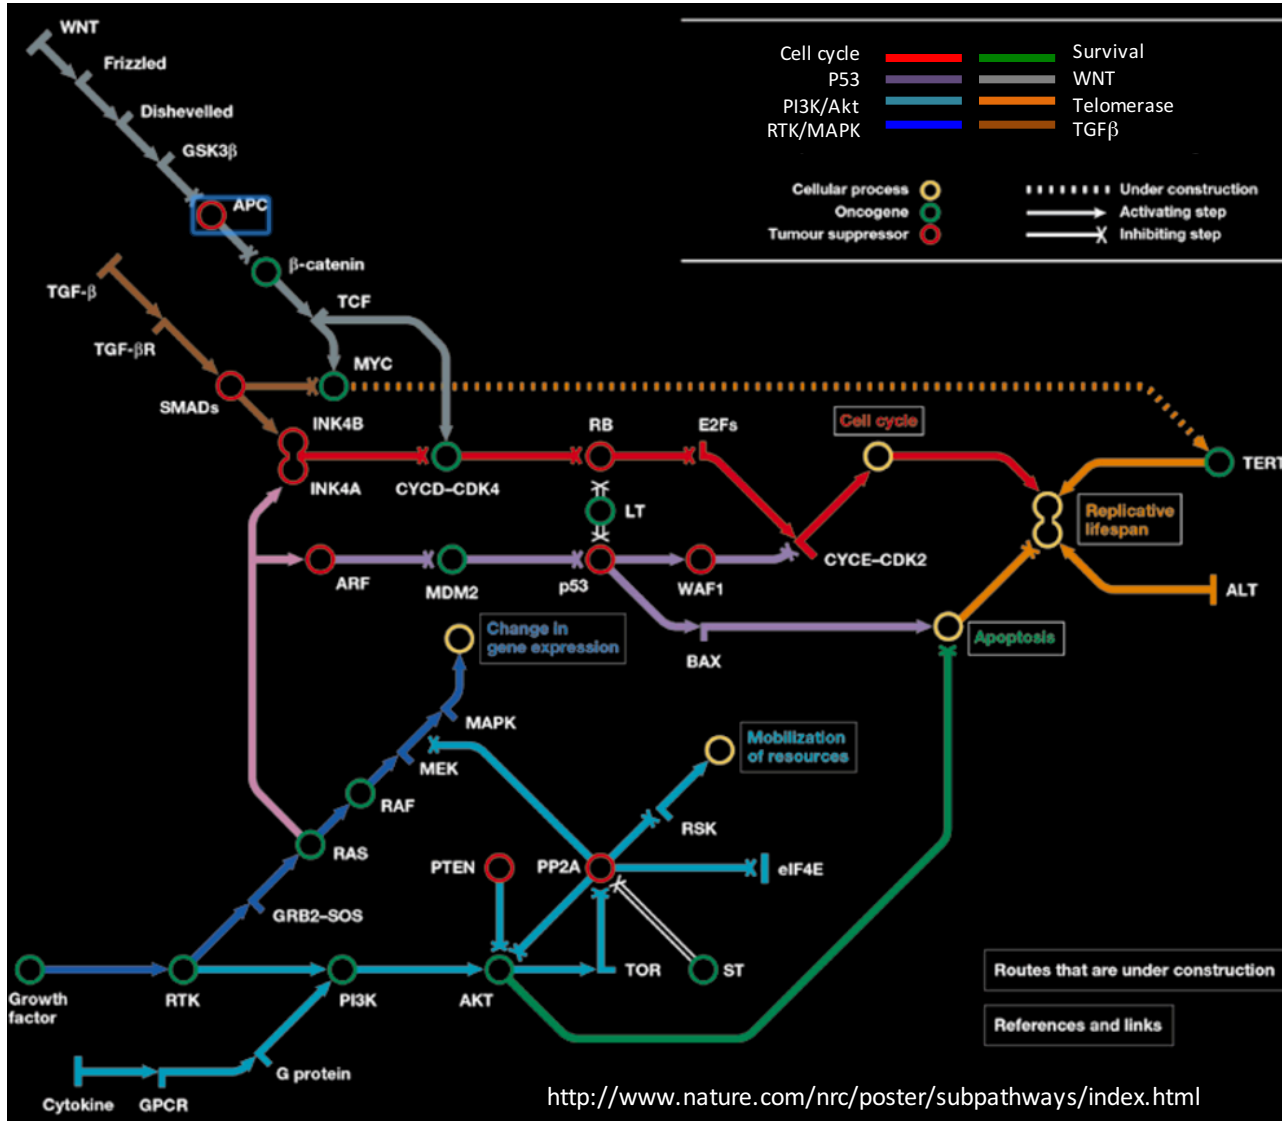 WNT
Frizzled
Dishevelled
GSK3β
APC
β-catenin
TCF
TGF-β
TGF-βR
MYC
SMADs
INK4B
INK4A
CYCD–CDK4
RB
E2Fs
Cell cycle
TERT
LT
Replicative
lifespan
CYCE–CDK2
ARF
MDM2
p53
WAF1
ALT
BAX
Apoptosis
Change in
gene expression
MAPK
MEK
Mobilization
of resources
RAF
RSK
RAS
PTEN
PP2A
eIF4E
GRB2–SOS
Growth
factor
RTK
PI3K
AKT
TOR
ST
G protein
Cytokine
GPCR
Cell cycle
Survival
P53
WNT
PI3K/Akt
Telomerase
RTK/MAPK
TGFβ
Cellular process
Under construction
Oncogene
Activating step
Tumour suppressor
Inhibiting step
Routes that are under construction
References and links
http://www.nature.com/nrc/poster/subpathways/index.html